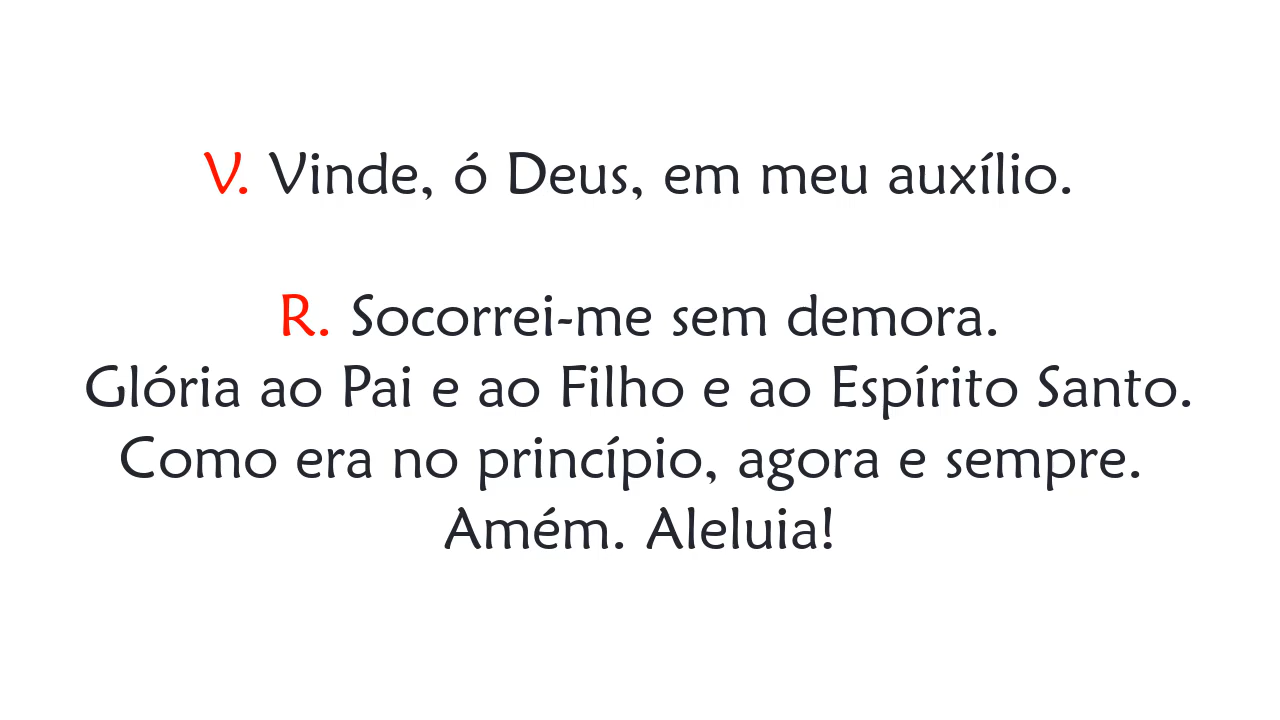 V. Vinde, ó Deus, em meu auxílio.
R. Socorrei-me sem demora.
Glória ao Pai e ao Filho e ao Espírito Santo.
Como era no princípio, agora e sempre.
Amém. Aleluia!